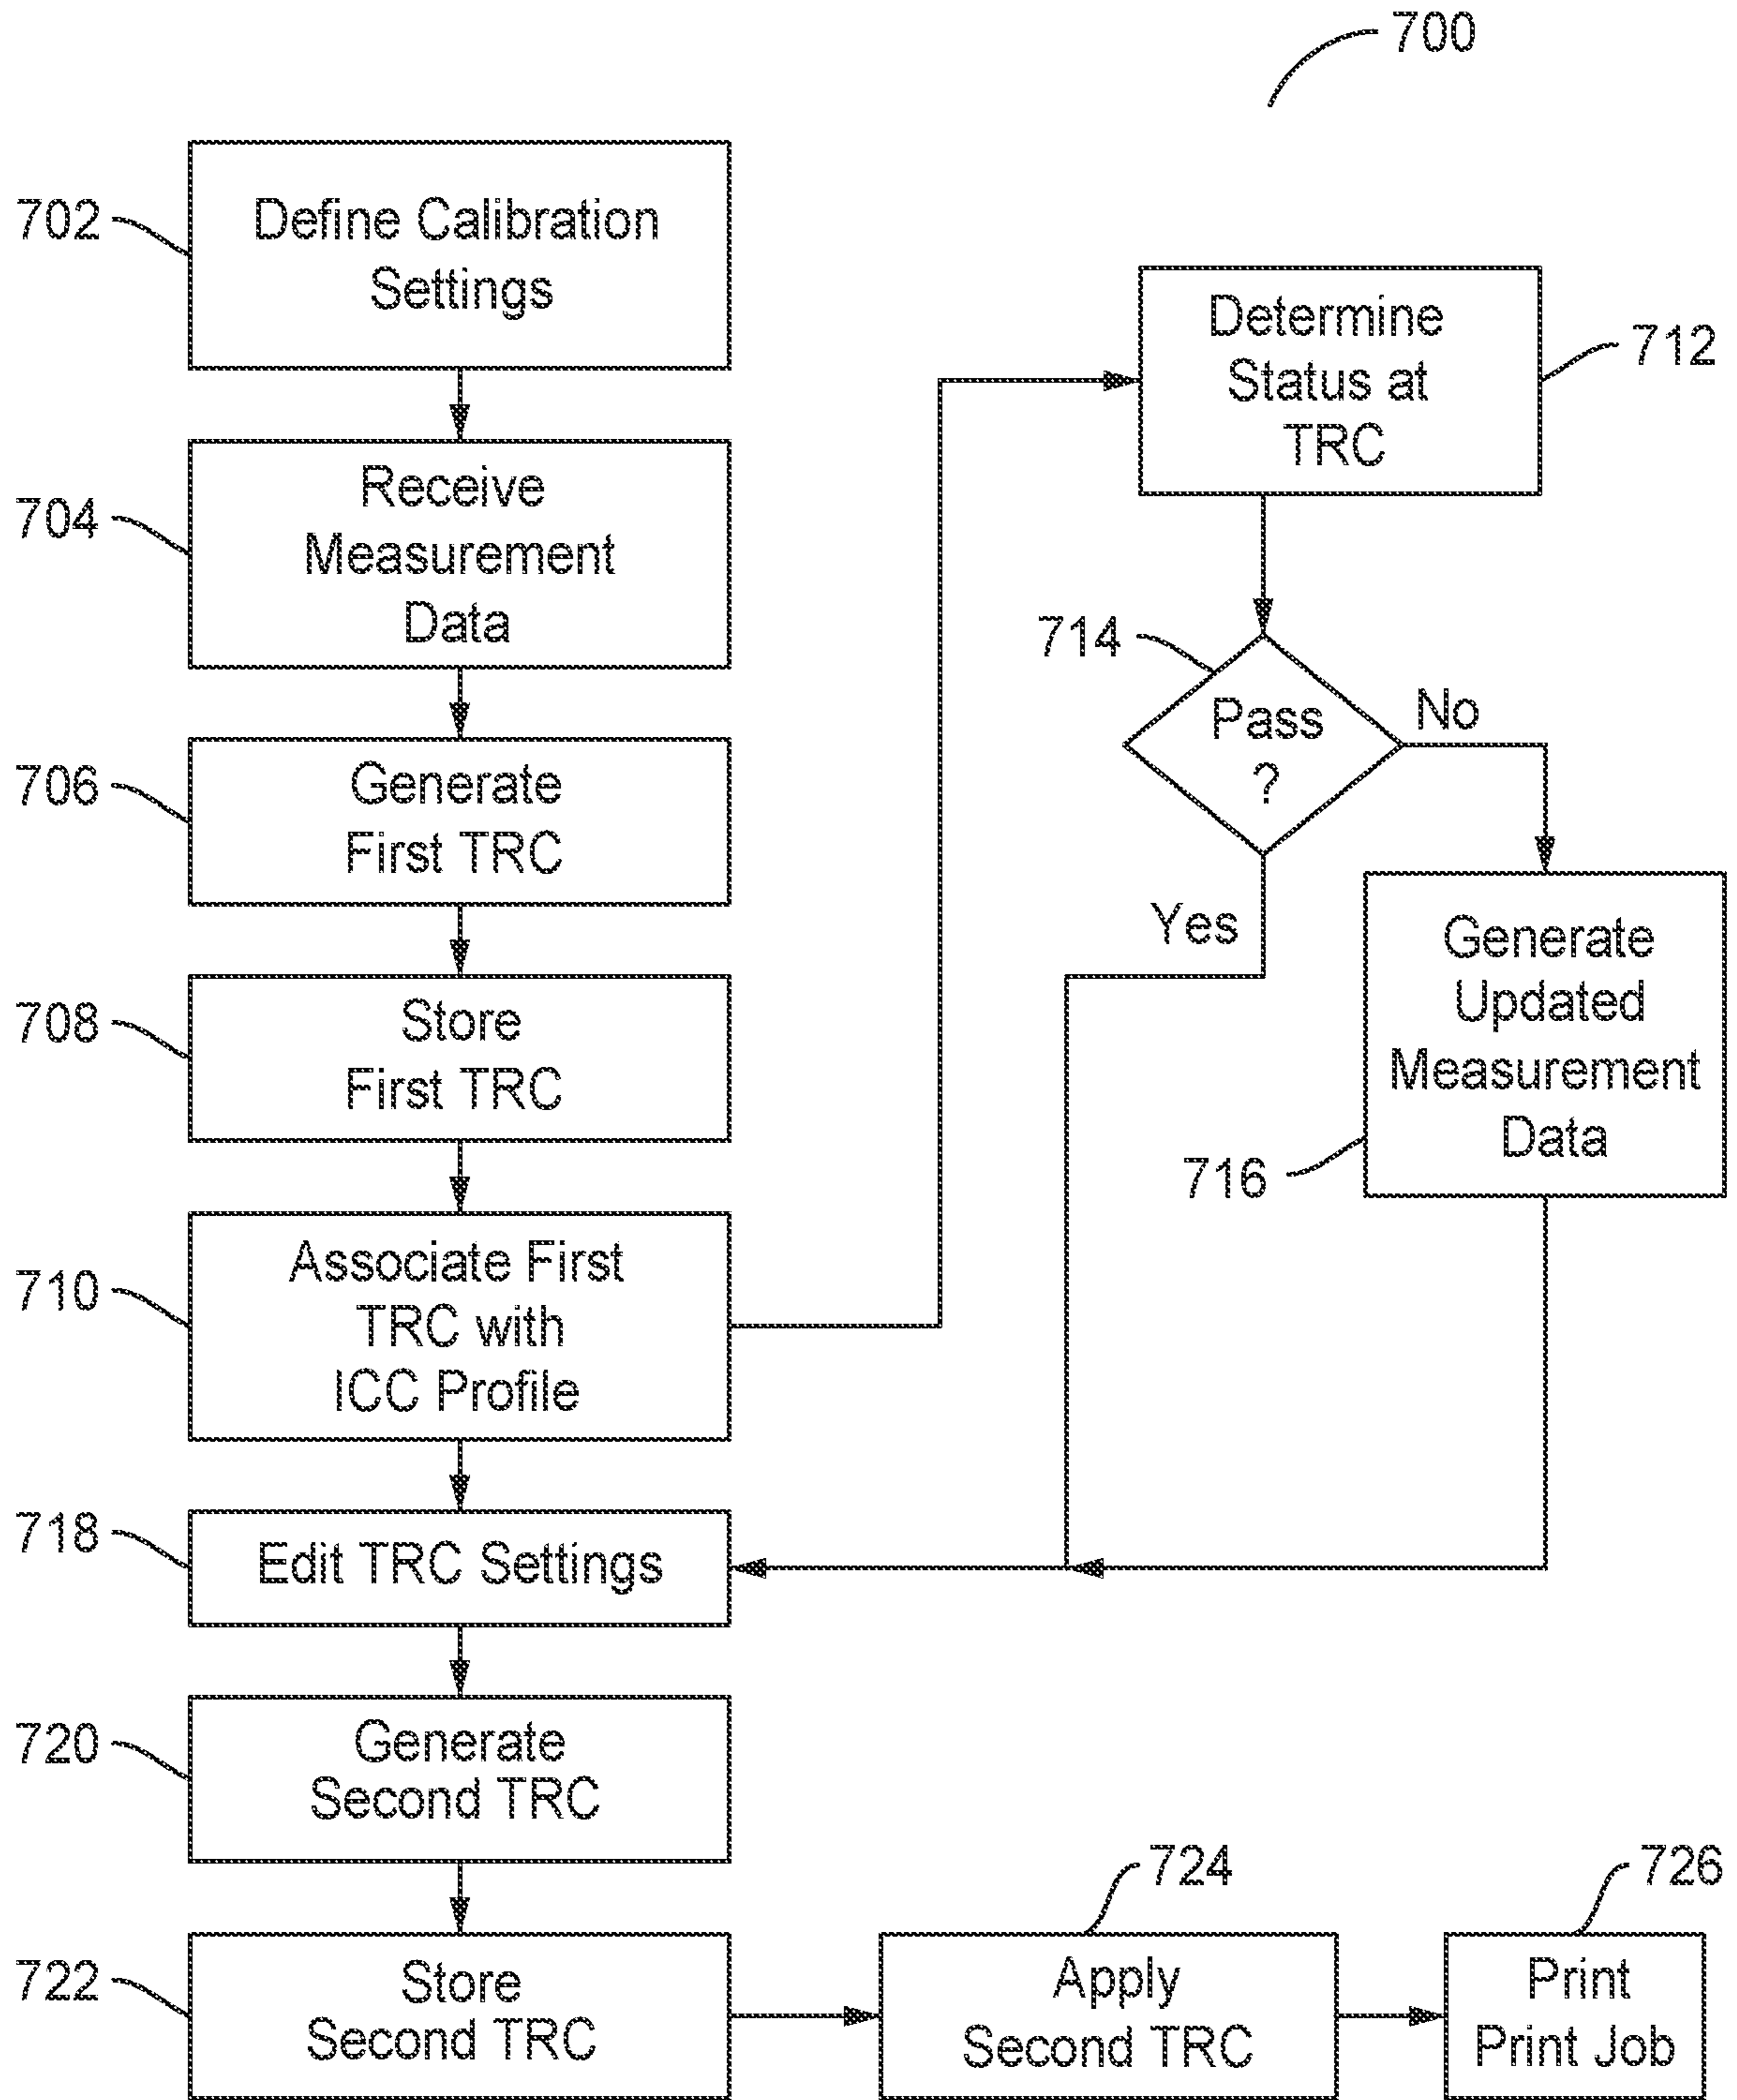 700
702
Define Calibration
Settings
704
Receive
Measurement
Data
706
Generate
First TRC
708
Store
First TRC
710
Associate First
TRC with
ICC Profile
712
Determine
Status at
TRC
714
Pass
?
No
Yes
716
Generate
Updated
Measurement
Data
718
Edit TRC Settings
720
Generate
Second TRC
722
Store
Second TRC
724
Apply
Second TRC
726
Print
Print Job